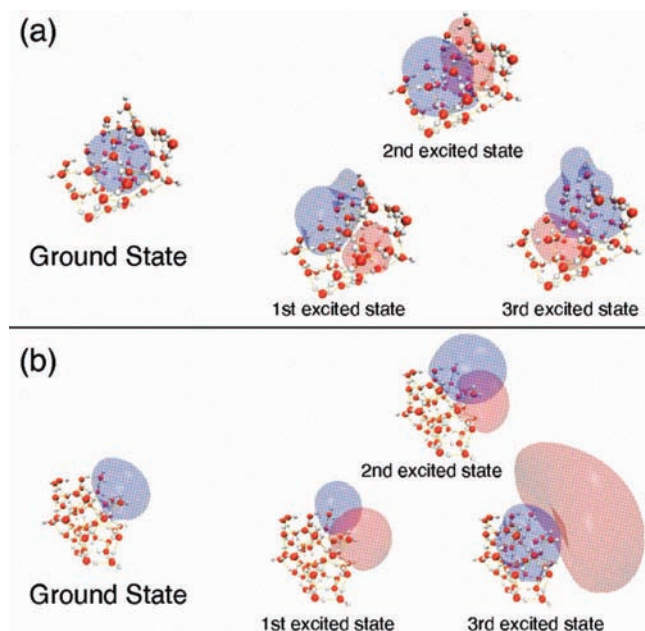 (a)
2nd excited state
Ground State
1st excited state
3rd excited state
(b)
2nd excited state
Ground State
1st excited state
3rd excited state